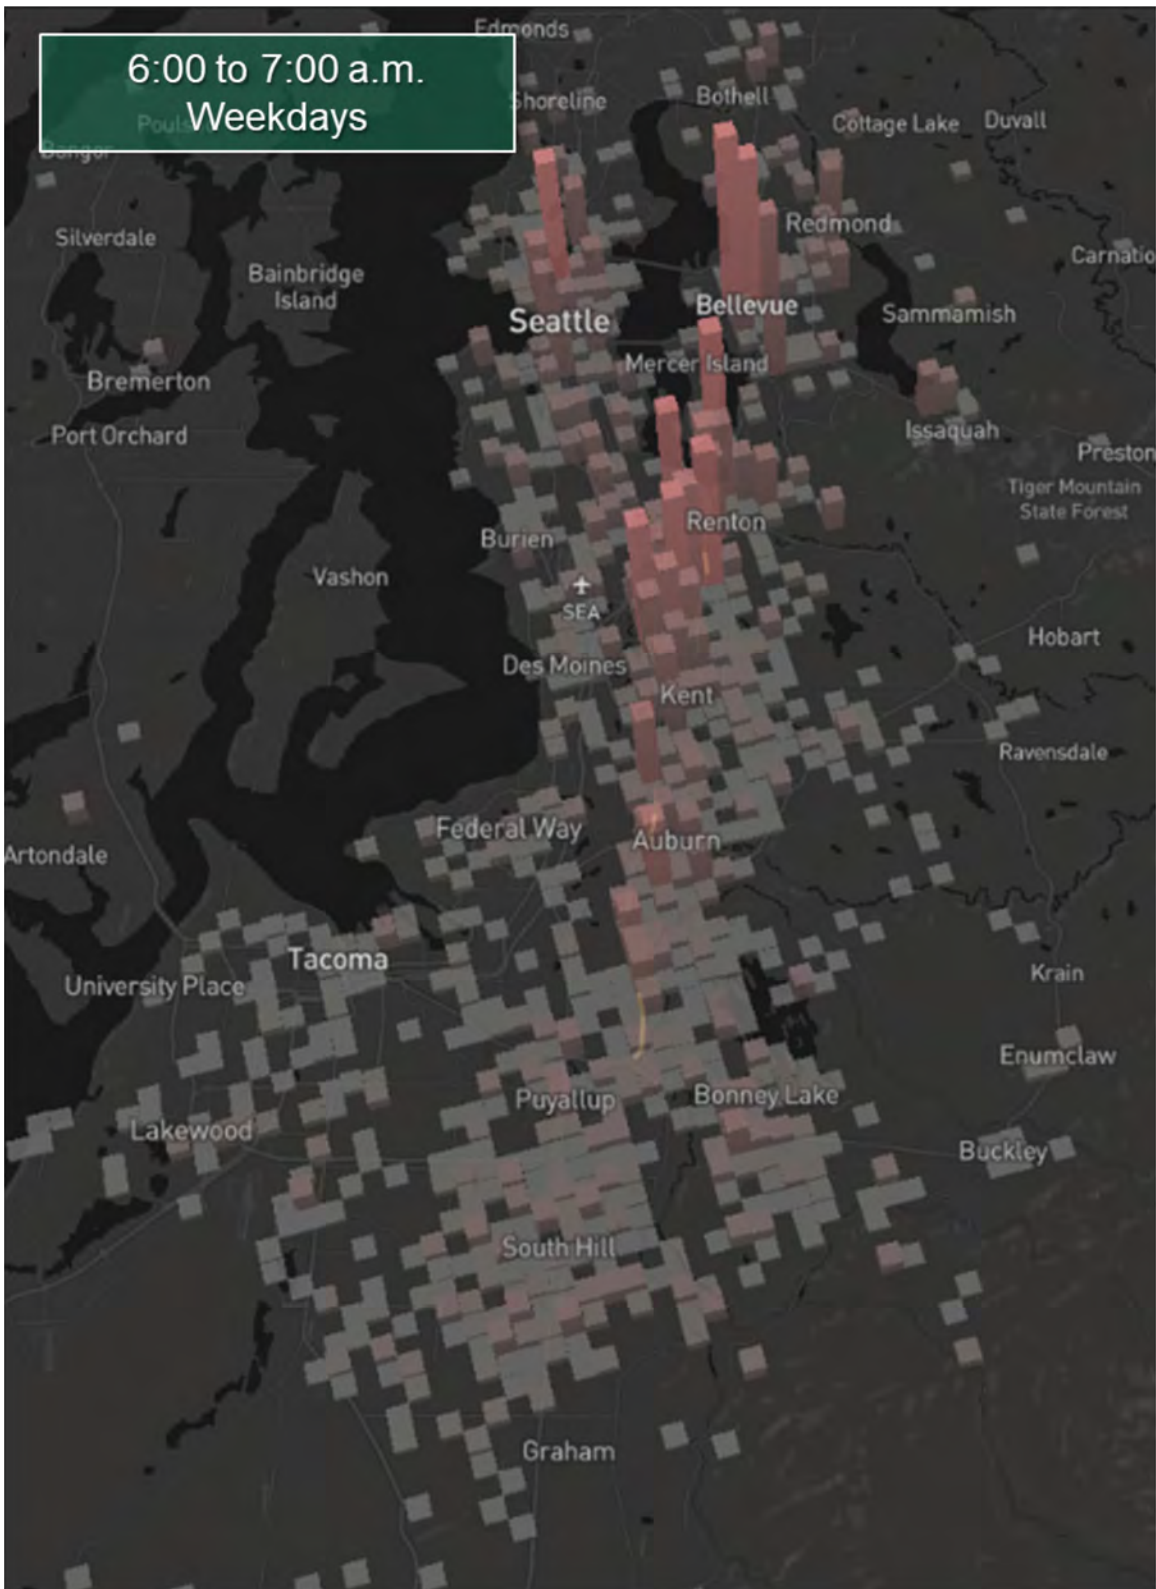 6:00 to 7:00 a.m.
Weekdays
Edmonds
Shoreline
Bothell
Cottage Lake
Duvall
Bangor
Silverdale
Redmond
Bainbridge
Island
Carnatio
Bellevue
Sammamish
Seattle
Mercer Island
Bremerton
Port Orchard
Issaquah
Preston
Tiger Mountain
State Forest
Renton
Burien
Vashon
SEA
Hobart
Des Moines
Kent
Ravensdale
Federal Way
Auburn
Artondale
Tacoma
University Place
Krain
Enumclaw
Puyallup
Bonney Lake
Lakewood
Buckley
South Hill
Graham